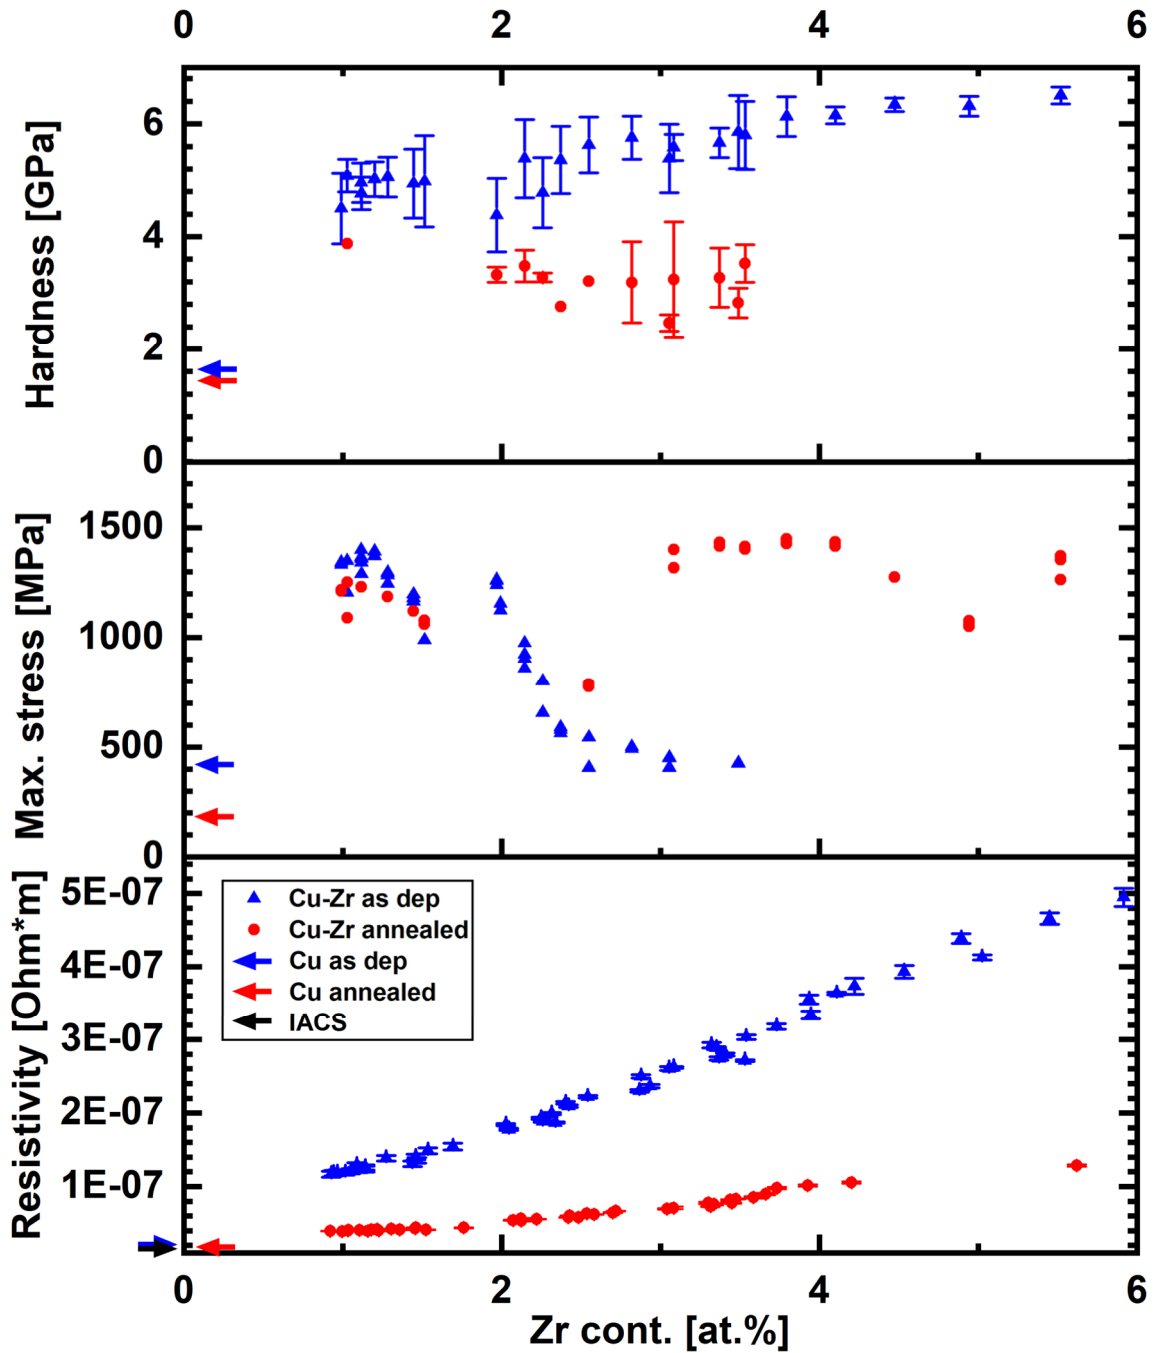 0 2 4 6
Hardness [GPa]
6
4
2
0
Max. stress [MPa]
1500
1000
500
0
Resistivity [Ohm*m]
5E-07
4E-07
3E-07
2E-07
1E-07
Cu-Zr as dep
Cu-Zr annealed
Cu as dep
Cu annealed
IACS
0 2 4 6
Zr cont. [at.%]